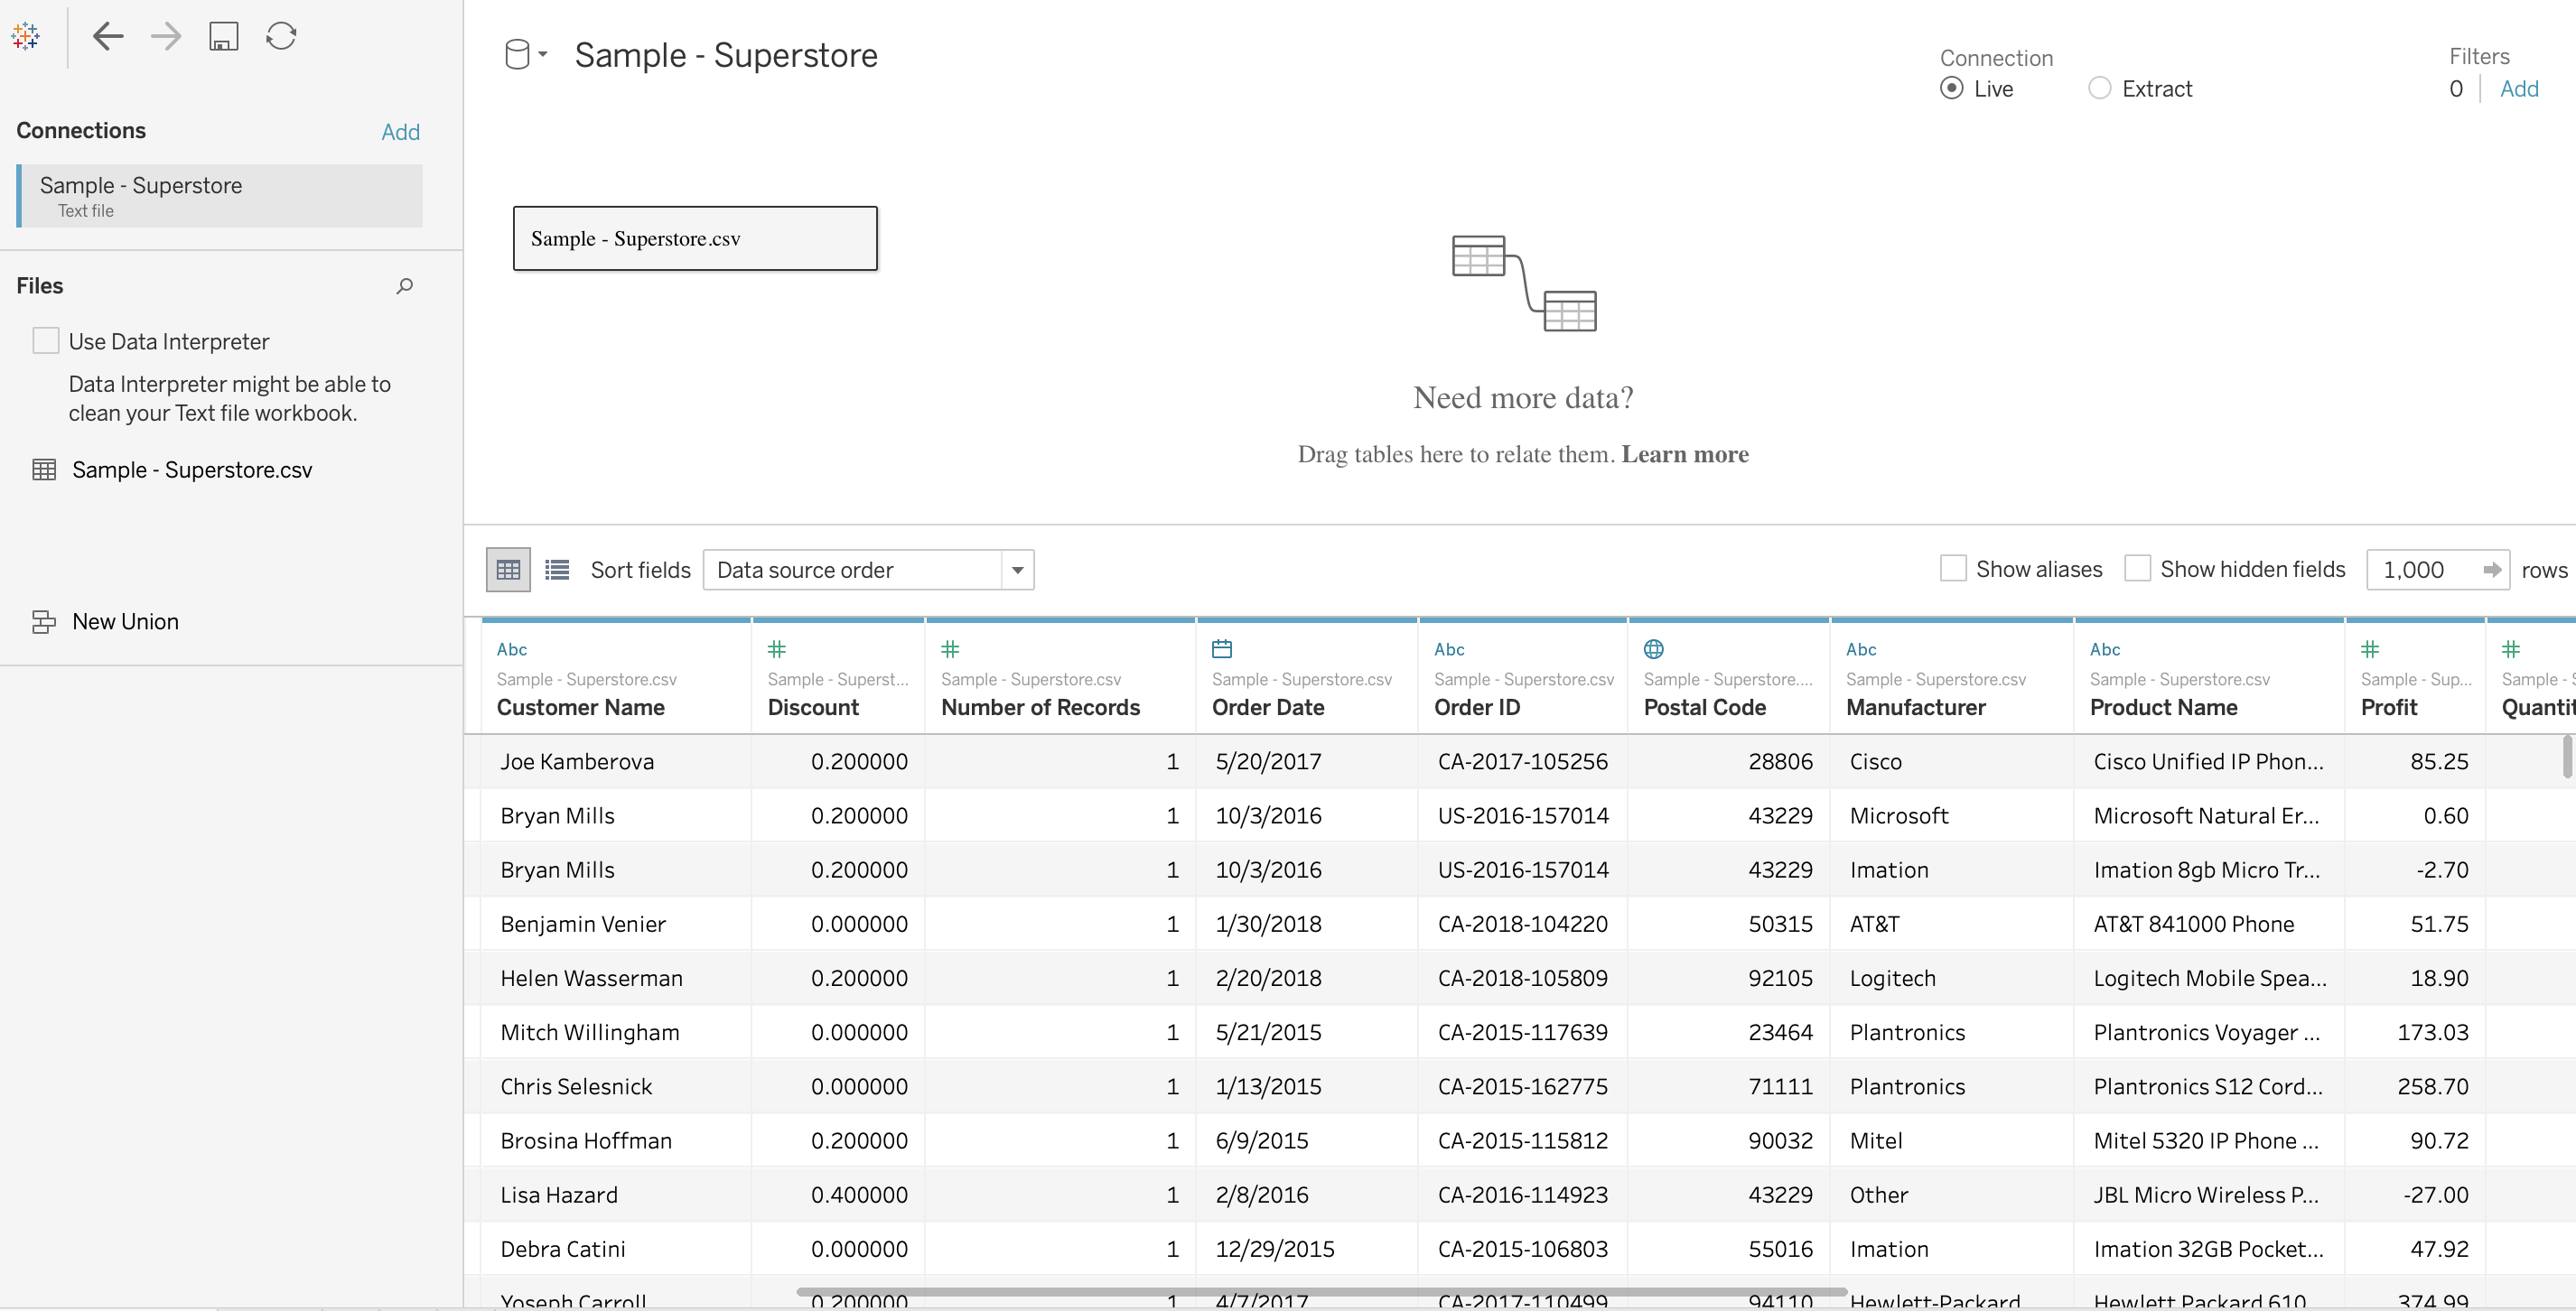 Sample - Superstore
Connection
Live
Extract
Filters
0
Add
Connections
Add
Sample - Superstore
Text file
Sample - Superstore.csv
Files
Use Data Interpreter
Data Interpreter might be able to
clean your Text file workbook.
Sample - Superstore.csv
New Union
Need more data?
Drag tables here to relate them. Learn more
Sort fields Data source order Show aliases Show hidden fields 1,000 rows
Abc # # Abc Abc Abc # #
Sample - Superstore.csv Sample - Superst... Sample - Superstore.csv Sample - Superstore.csv Sample - Superstore.csv Sample - Superstore.... Sample - Superstore.csv Sample - Superstore.csv Sample - Sup... Sample -
Customer Name Discount Number of Records Order Date Order ID Postal Code Manufacturer Product Name Profit Quantit
Joe Kamberova 0.200000 1 5/20/2017 CA-2017-105256 28806 Cisco Cisco Unified IP Phon... 85.25
Bryan Mills 0.200000 1 10/3/2016 US-2016-157014 43229 Microsoft Microsoft Natural Er... 0.60
Bryan Mills 0.200000 1 10/3/2016 US-2016-157014 43229 Imation Imation 8gb Micro Tr... -2.70
Benjamin Venier 0.000000 1 1/30/2018 CA-2018-104220 50315 AT&T AT&T 841000 Phone 51.75
Helen Wasserman 0.200000 1 2/20/2018 CA-2018-105809 92105 Logitech Logitech Mobile Spea... 18.90
Mitch Willingham 0.000000 1 5/21/2015 CA-2015-117639 23464 Plantronics Plantronics Voyager ... 173.03
Chris Selesnick 0.000000 1 1/13/2015 CA-2015-162775 71111 Plantronics Plantronics S12 Cord... 258.70
Brosina Hoffman 0.200000 1 6/9/2015 CA-2015-115812 90032 Mitel Mitel 5320 IP Phone ... 90.72
Lisa Hazard 0.400000 1 2/8/2016 CA-2016-114923 43229 Other JBL Micro Wireless P... -27.00
Debra Catini 0.000000 1 12/29/2015 CA-2015-106803 55016 Imation Imation 32GB Pocket... 47.92
Yoseph Carroll 0.200000 1 4/7/2017 CA-2017-110499 94110 Hewlett-Packard Hewlett Packard 610 374.99